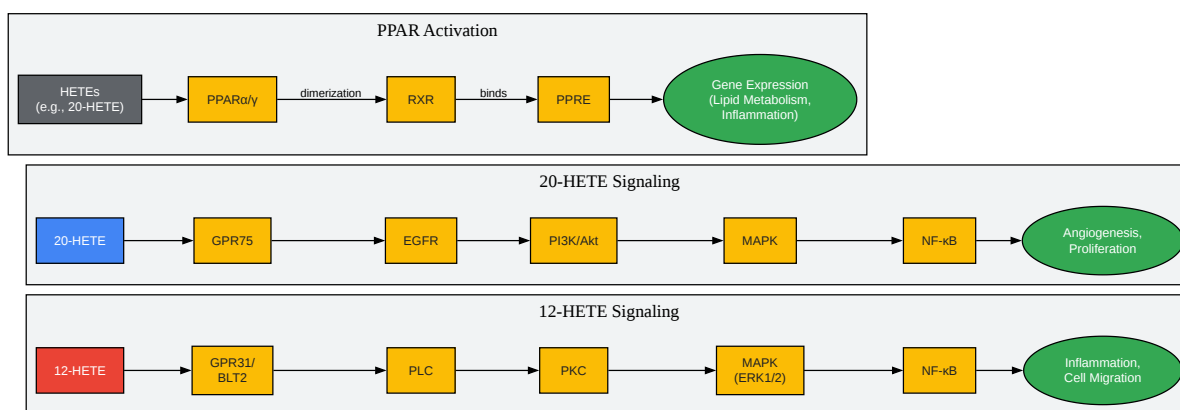 PPAR Activation
HETEs
(e.g., 20-HETE)
PPARα/γ
dimerization
RXR
binds
PPRE
Gene Expression
(Lipid Metabolism,
Inflammation)
20-HETE Signaling
20-HETE
GPR75
EGFR
PI3K/Akt
MAPK
NF-κB
Angiogenesis,
Proliferation
12-HETE Signaling
12-HETE
GPR31/
BLT2
PLC
PKC
MAPK
(ERK1/2)
NF-κB
Inflammation,
Cell Migration